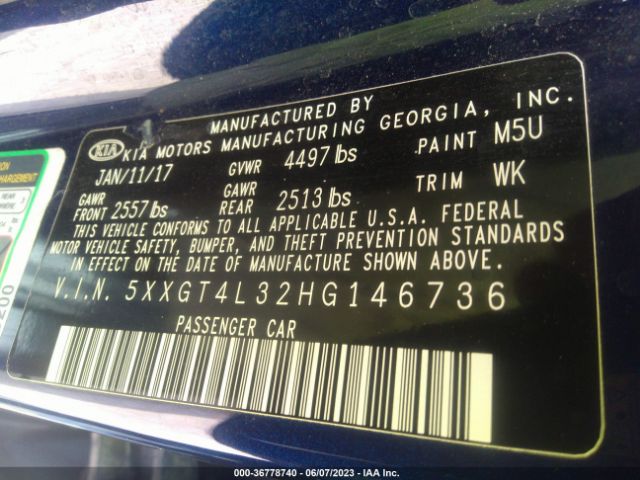 MANUFACTURED BY
KIA KIA MOTORS MANUFACTURING GEORGIA, INC.
JAN/11/17 GVWR 4497 lbs PAINT M5U
GAWR FRONT 2557 lbs GAWR REAR 2513 lbs TRIM WK
THIS VEHICLE CONFORMS TO ALL APPLICABLE U.S.A. FEDERAL
MOTOR VEHICLE SAFETY, BUMPER, AND THEFT PREVENTION STANDARDS
IN EFFECT ON THE DATE OF MANUFACTURE SHOWN ABOVE.
V.I.N. 5XXGT4L32HG146736
PASSENGER CAR
REAR
200
000-36778740 | 06/07/2023 | IAA Inc.